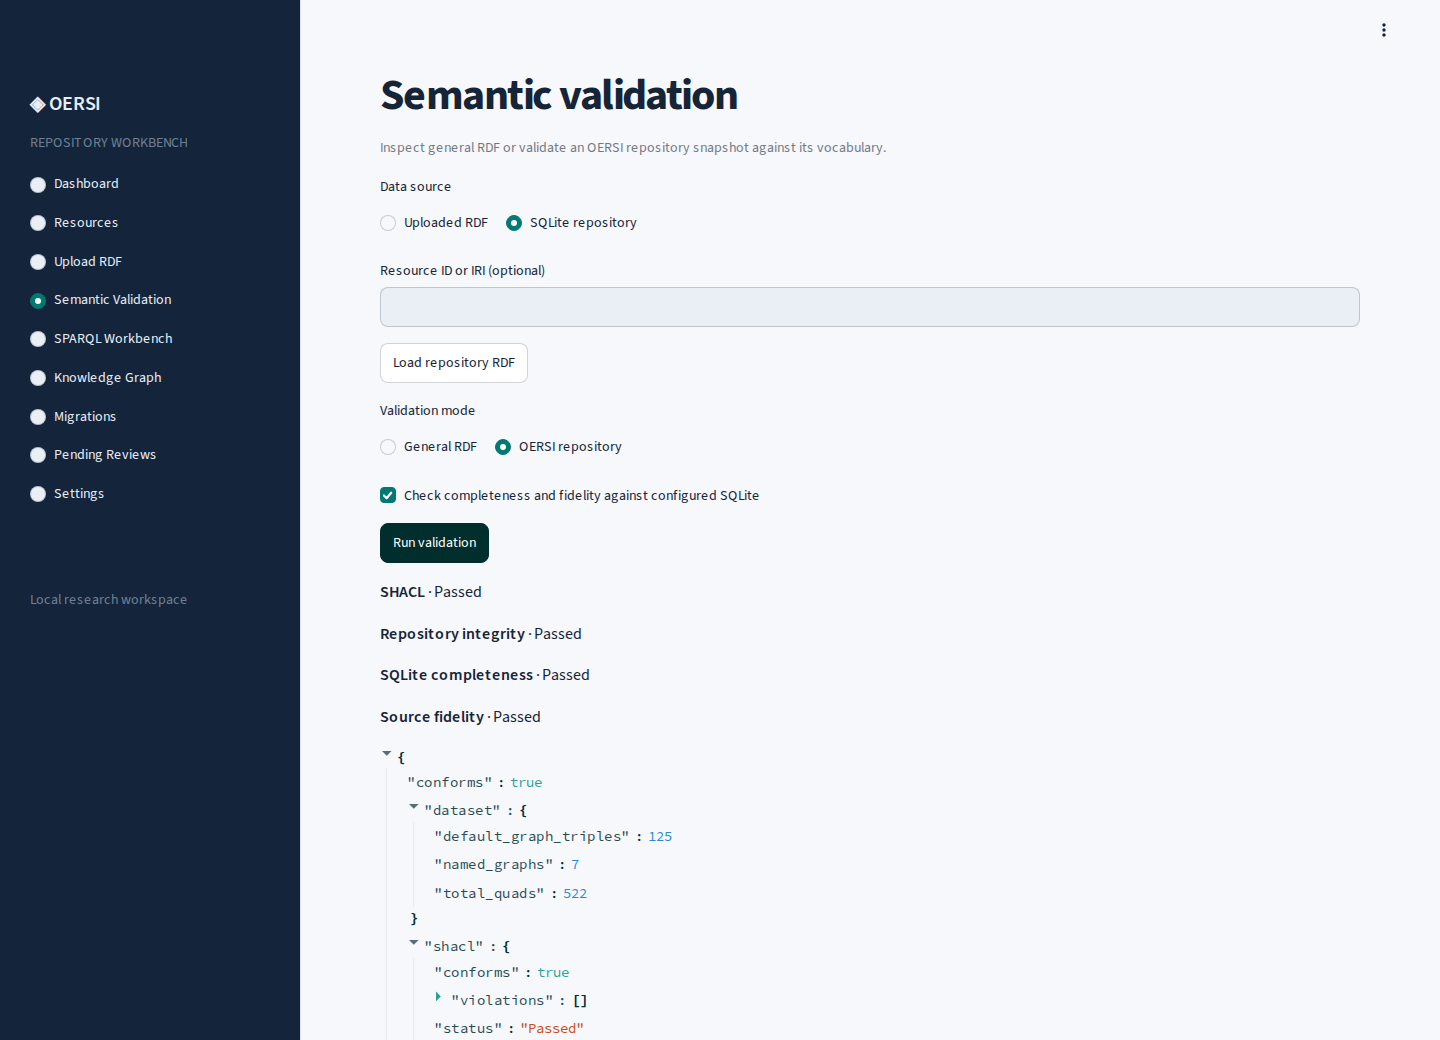 ◈ OERSI
REPOSITORY WORKBENCH
Dashboard
Resources
Upload RDF
Semantic Validation
SPARQL Workbench
Knowledge Graph
Migrations
Pending Reviews
Settings
Local research workspace
Semantic validation
Inspect general RDF or validate an OERSI repository snapshot against its vocabulary.
Data source
Uploaded RDF SQLite repository
Resource ID or IRI (optional)
Load repository RDF
Validation mode
General RDF OERSI repository
Check completeness and fidelity against configured SQLite
Run validation
SHACL · Passed
Repository integrity · Passed
SQLite completeness · Passed
Source fidelity · Passed
{
"conforms" : true
"dataset" : {
"default_graph_triples" : 125
"named_graphs" : 7
"total_quads" : 522
}
"shacl" : {
"conforms" : true
"violations" : []
"status" : "Passed"